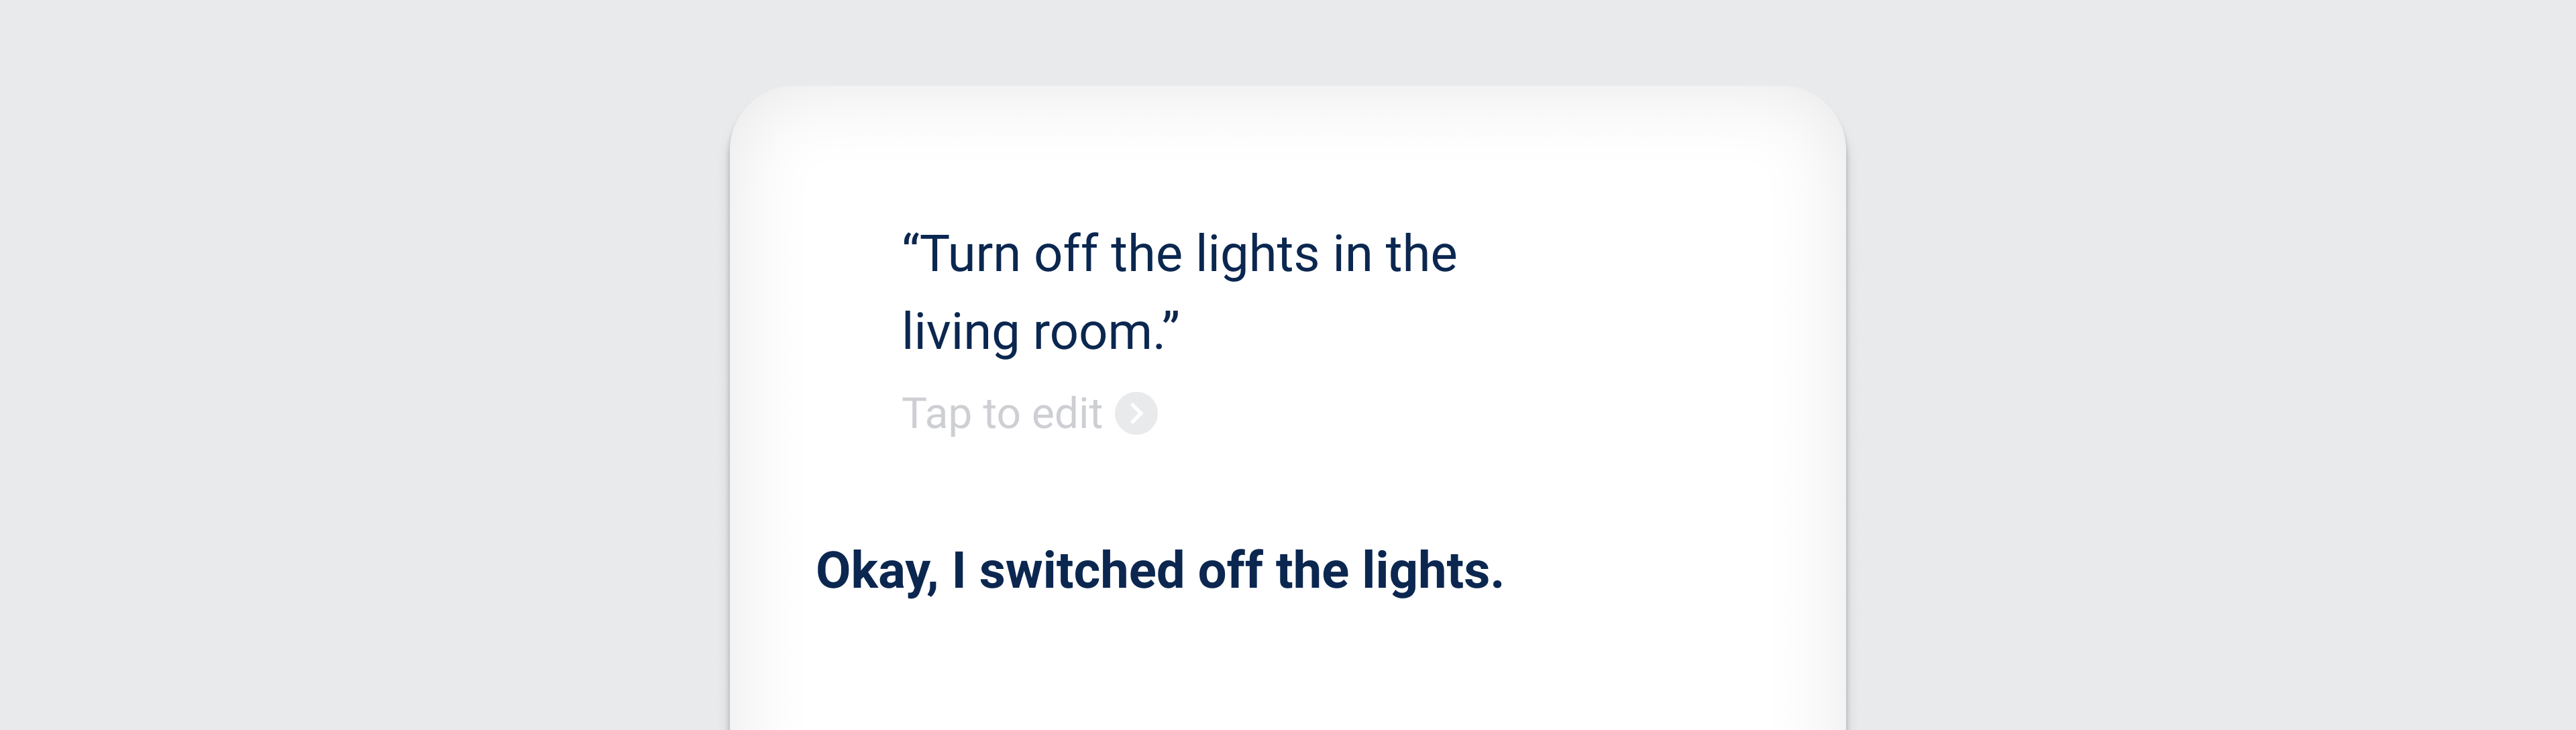 “Turn off the lights in the
living room.”
Tap to edit
Okay, I switched off the lights.